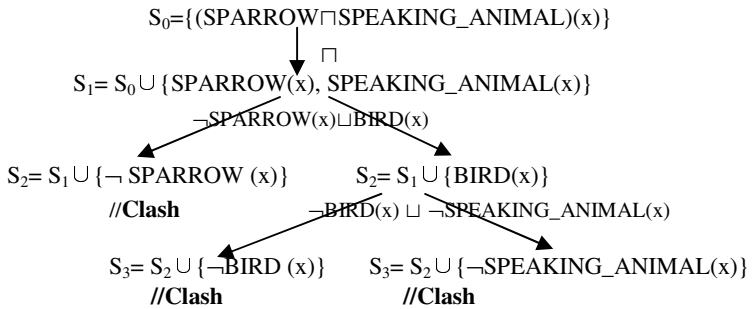 S₀={(SPARROW⊓SPEAKING_ANIMAL)(x)}
⊓
S₁= S₀ ∪ {SPARROW(x), SPEAKING_ANIMAL(x)}
¬SPARROW(x)⊔BIRD(x)
S₂= S₁ ∪ {¬ SPARROW (x)} S₂= S₁ ∪ {BIRD(x)}
//Clash ¬BIRD(x) ⊔ ¬SPEAKING_ANIMAL(x)
S₃= S₂ ∪ {¬BIRD (x)} S₃= S₂ ∪ {¬SPEAKING_ANIMAL(x)}
//Clash //Clash